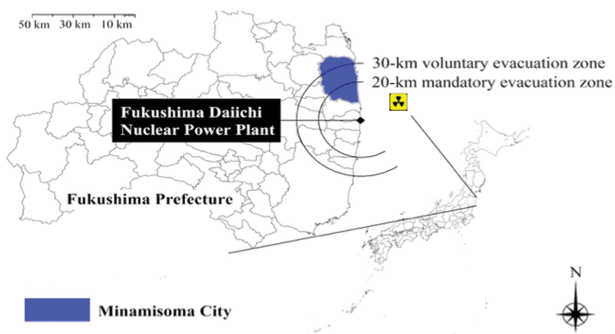 50 km 30 km 10 km
30-km voluntary evacuation zone
20-km mandatory evacuation zone
Fukushima Daiichi
Nuclear Power Plant
Fukushima Prefecture
N
Minamisoma City